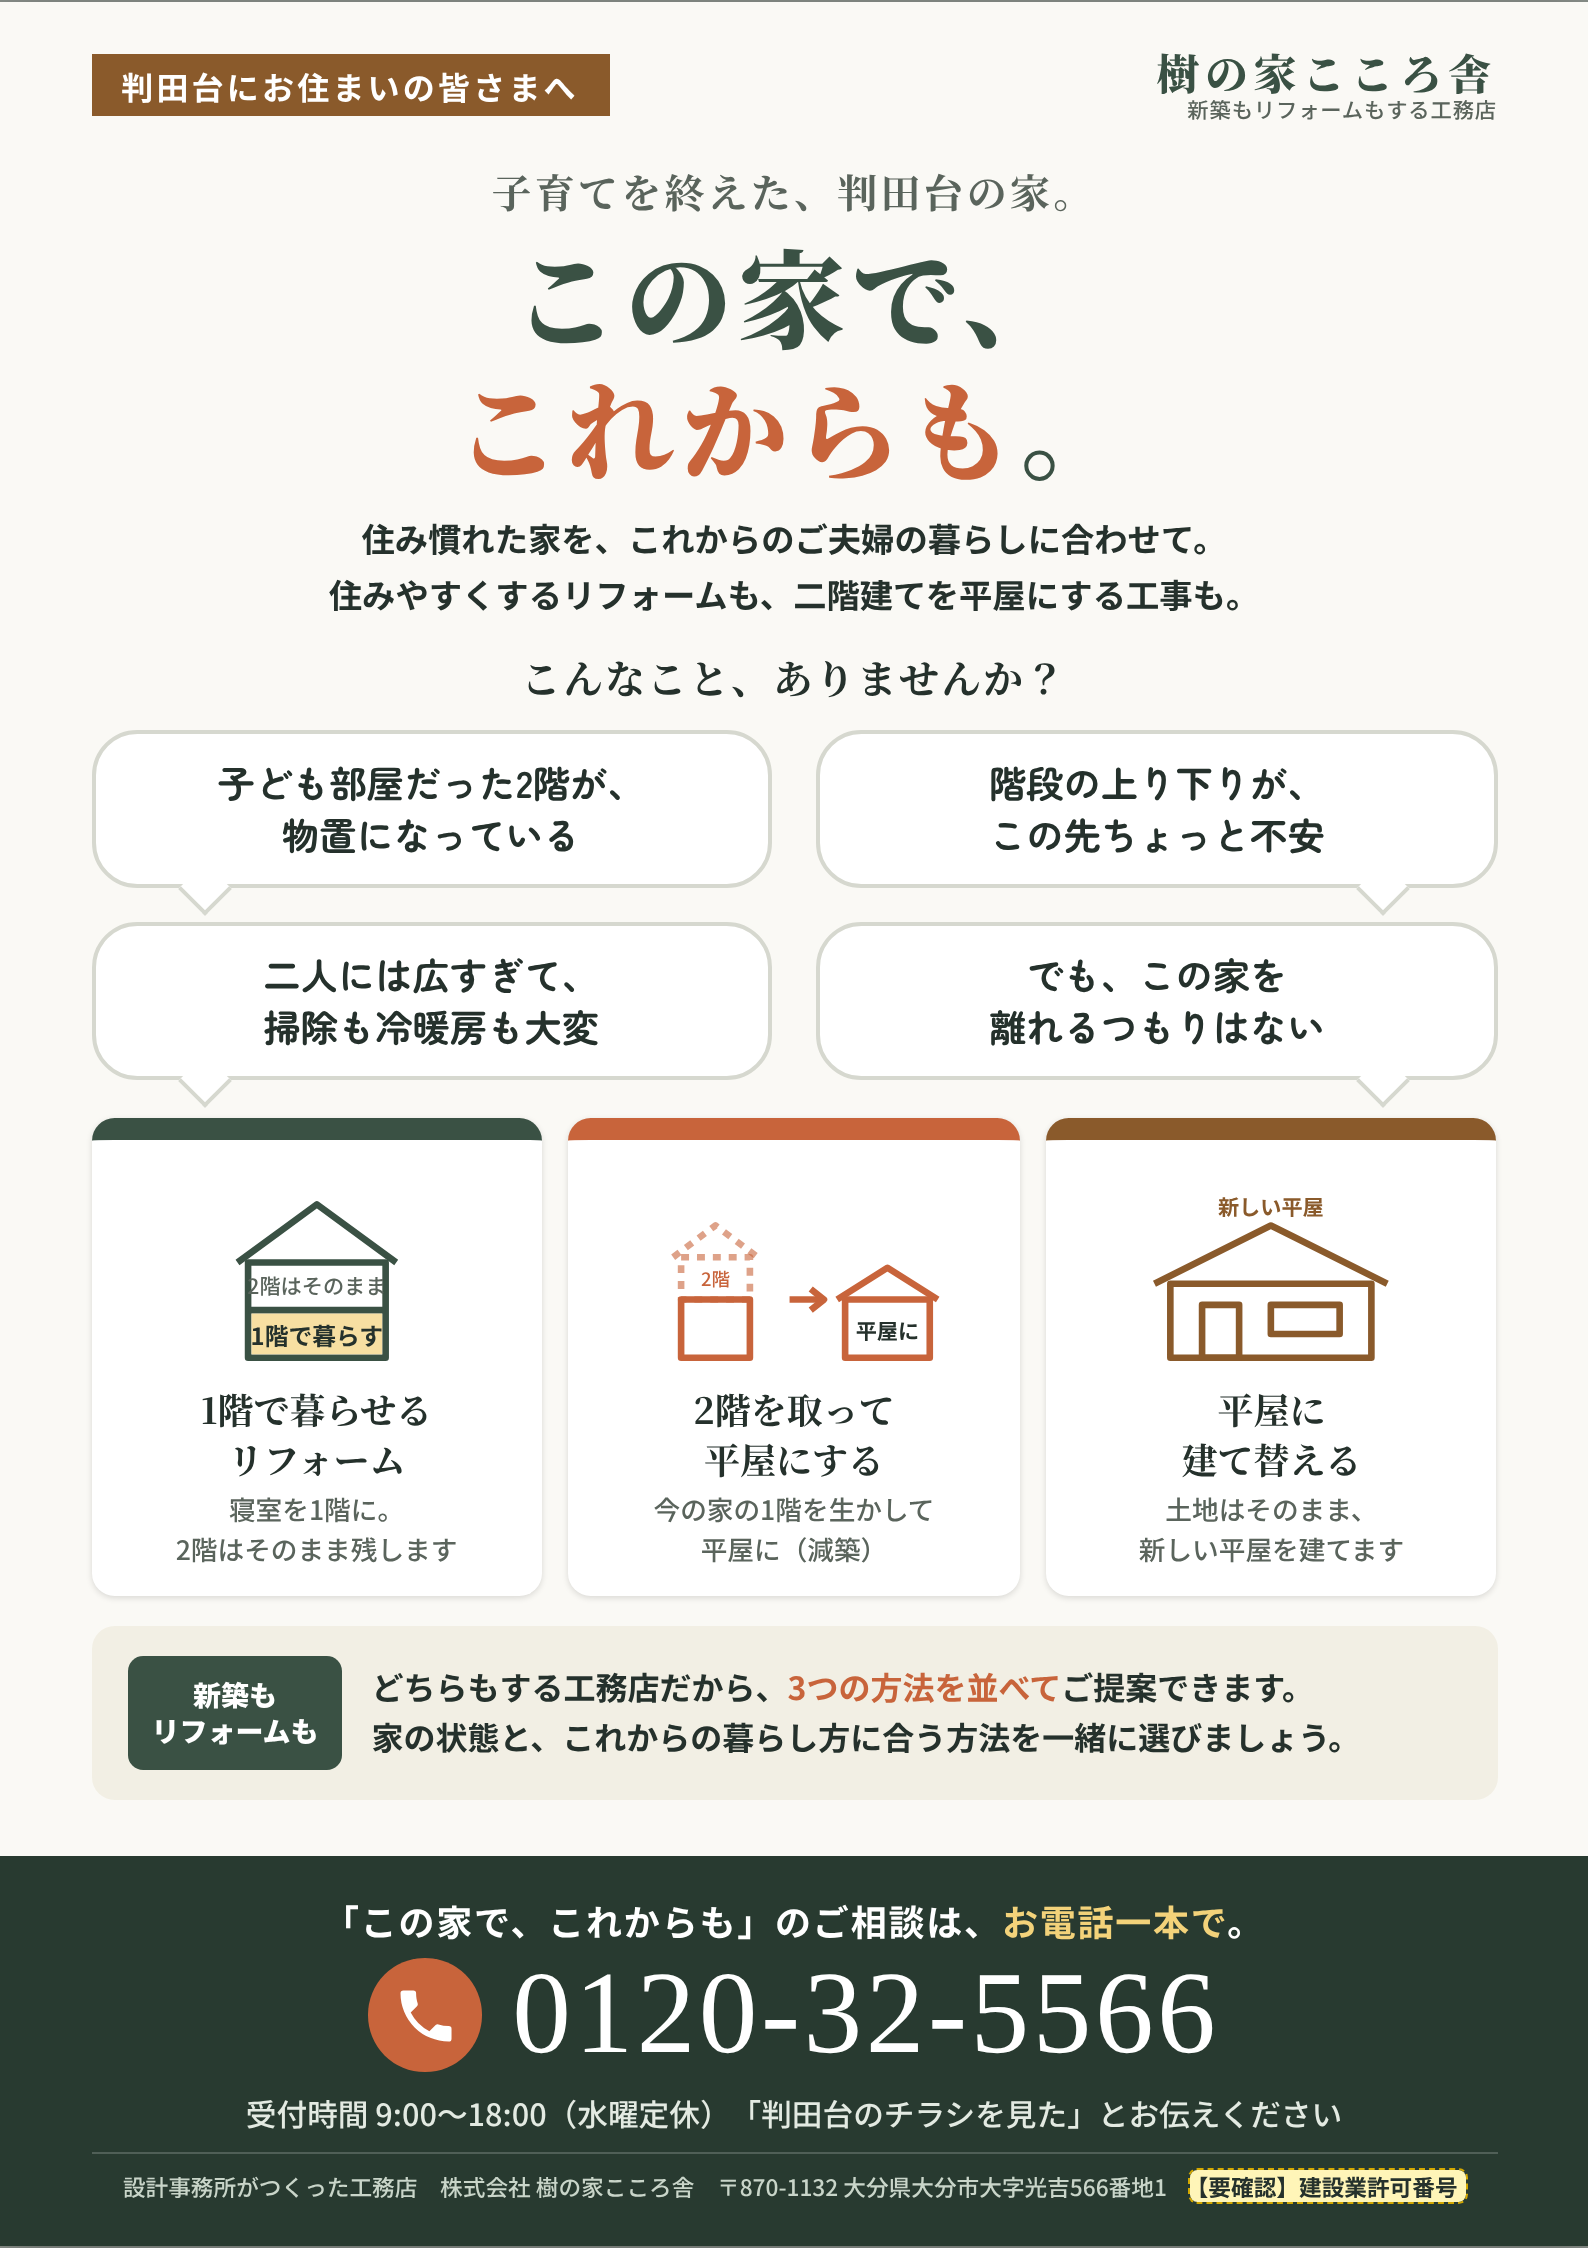 判田台にお住まいの皆さまへ
樹の家こころ舎
新築もリフォームもする工務店
子育てを終えた、判田台の家。
この家で、
これからも。
住み慣れた家を、これからのご夫婦の暮らしに合わせて。
住みやすくするリフォームも、二階建てを平屋にする工事も。
こんなこと、ありませんか？
子ども部屋だった2階が、
物置になっている
階段の上り下りが、
この先ちょっと不安
二人には広すぎて、
掃除も冷暖房も大変
でも、この家を
離れるつもりはない
2階はそのまま
1階で暮らす
1階で暮らせる
リフォーム
寝室を1階に。
2階はそのまま残します
2階
平屋に
2階を取って
平屋にする
今の家の1階を生かして
平屋に（減築）
新しい平屋
平屋に
建て替える
土地はそのまま、
新しい平屋を建てます
新築も
リフォームも
どちらもする工務店だから、3つの方法を並べてご提案できます。
家の状態と、これからの暮らし方に合う方法を一緒に選びましょう。
「この家で、これからも」のご相談は、お電話一本で。
0120-32-5566
受付時間 9:00〜18:00（水曜定休）「判田台のチラシを見た」とお伝えください
設計事務所がつくった工務店　株式会社 樹の家こころ舎　〒870-1132 大分県大分市大字光吉566番地1　【要確認】建設業許可番号